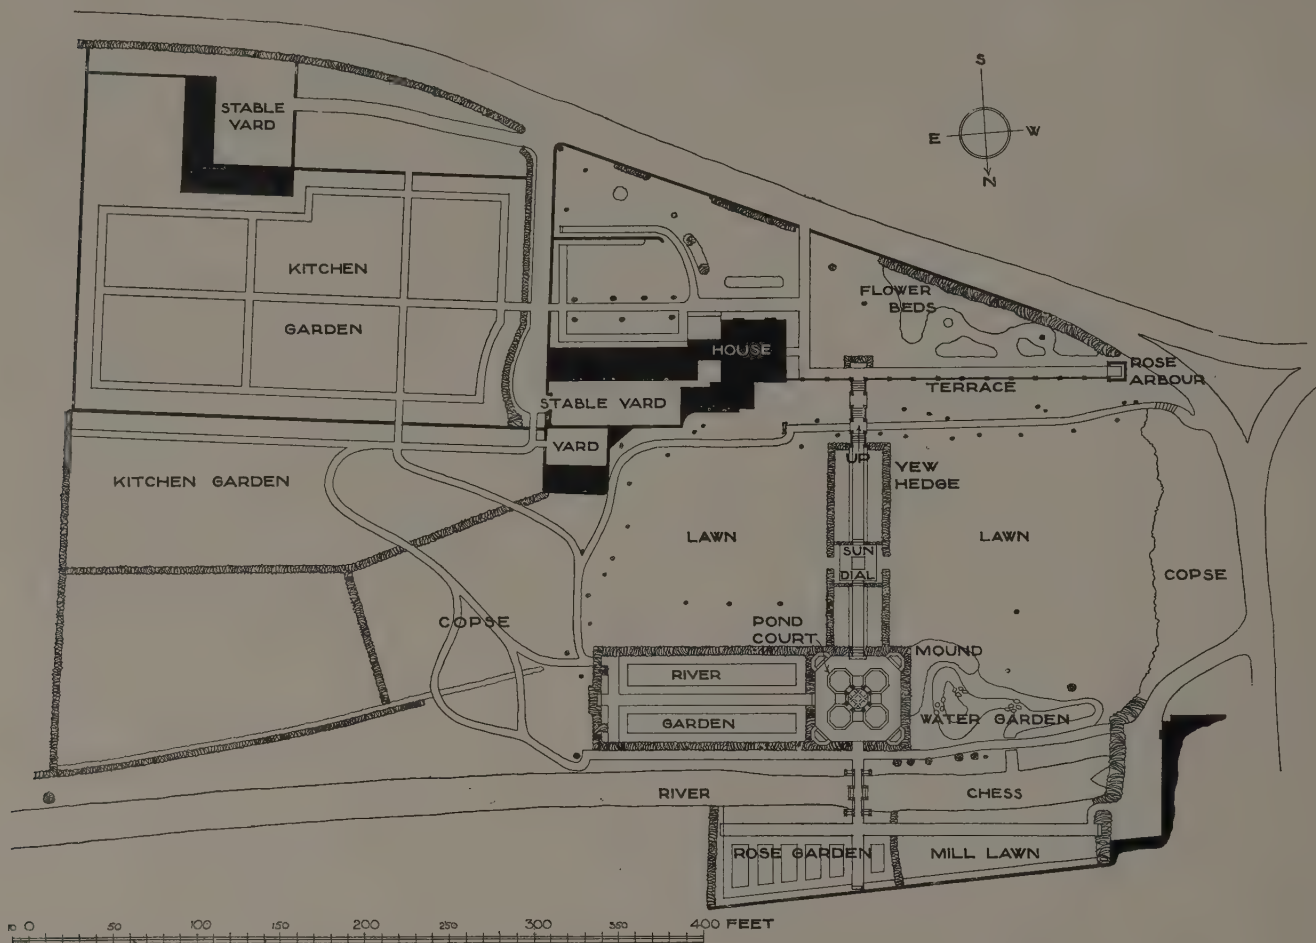 S
E
W
N
STABLE
YARD
KITCHEN
GARDEN
FLOWER
BEDS
HOUSE
ROSE
ARBOUR
TERRACE
STABLE YARD
YARD
UP
YEW
HEDGE
KITCHEN GARDEN
LAWN
LAWN
SUN
DIAL
COPSE
COPSE
POND
COURT
MOUND
RIVER
GARDEN
WATER GARDEN
RIVER
CHESS
ROSE GARDEN
MILL LAWN
10 0 50 100 150 200 250 300 350 400 FEET